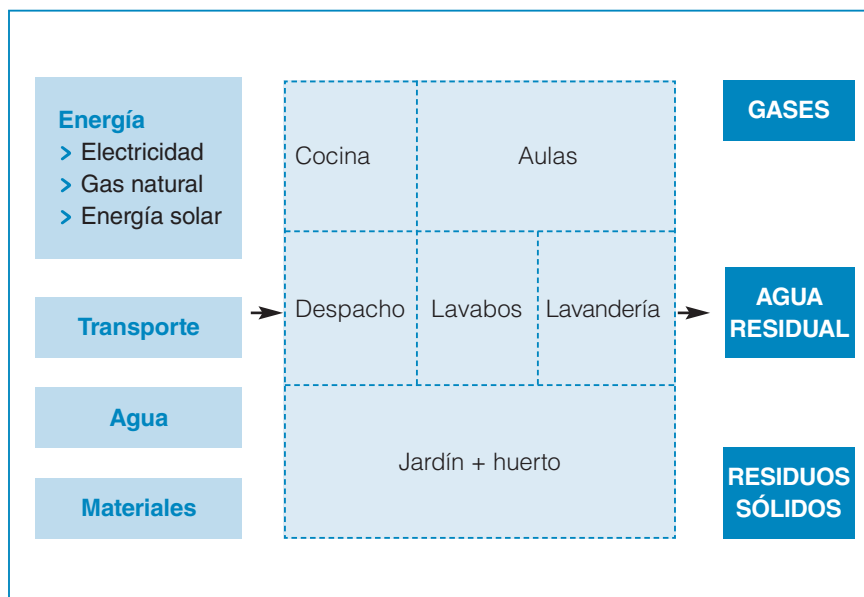 Energía
> Electricidad
> Gas natural
> Energía solar
Transporte
Agua
Materiales
Cocina
Aulas
Despacho
Lavabos
Lavandería
Jardín + huerto
GASES
AGUA
RESIDUAL
RESIDUOS
SÓLIDOS